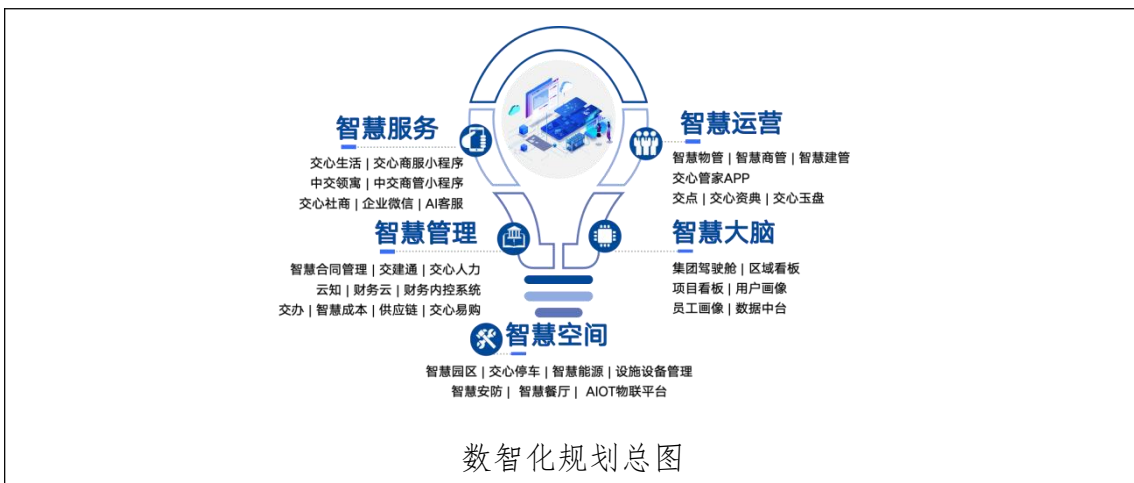 智慧服务
交心生活 | 交心商服小程序
中交领寓 | 中交商管小程序
交心社商 | 企业微信 | AI客服
智慧运营
智慧物管 | 智慧商管 | 智慧建管
交心管家APP
交点 | 交心资典 | 交心玉盘
智慧管理
智慧合同管理 | 交建通 | 交心人力
云知 | 财务云 | 财务内控系统
交办 | 智慧成本 | 供应链 | 交心易购
智慧大脑
集团驾驶舱 | 区域看板
项目看板 | 用户画像
员工画像 | 数据中台
智慧空间
智慧园区 | 交心停车 | 智慧能源 | 设施设备管理
智慧安防 | 智慧餐厅 | AIOT物联平台
数智化规划总图